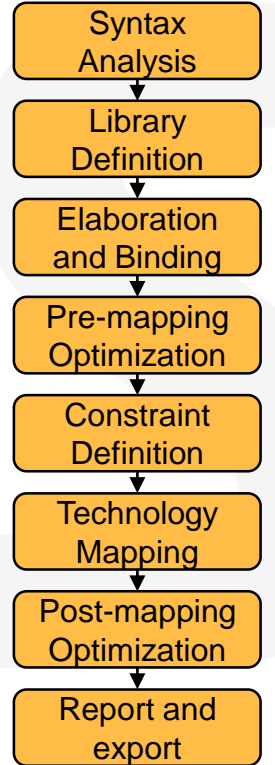 Syntax
Analysis
Library
Definition
Elaboration
and Binding
Pre-mapping
Optimization
Constraint
Definition
Technology
Mapping
Post-mapping
Optimization
Report and
export